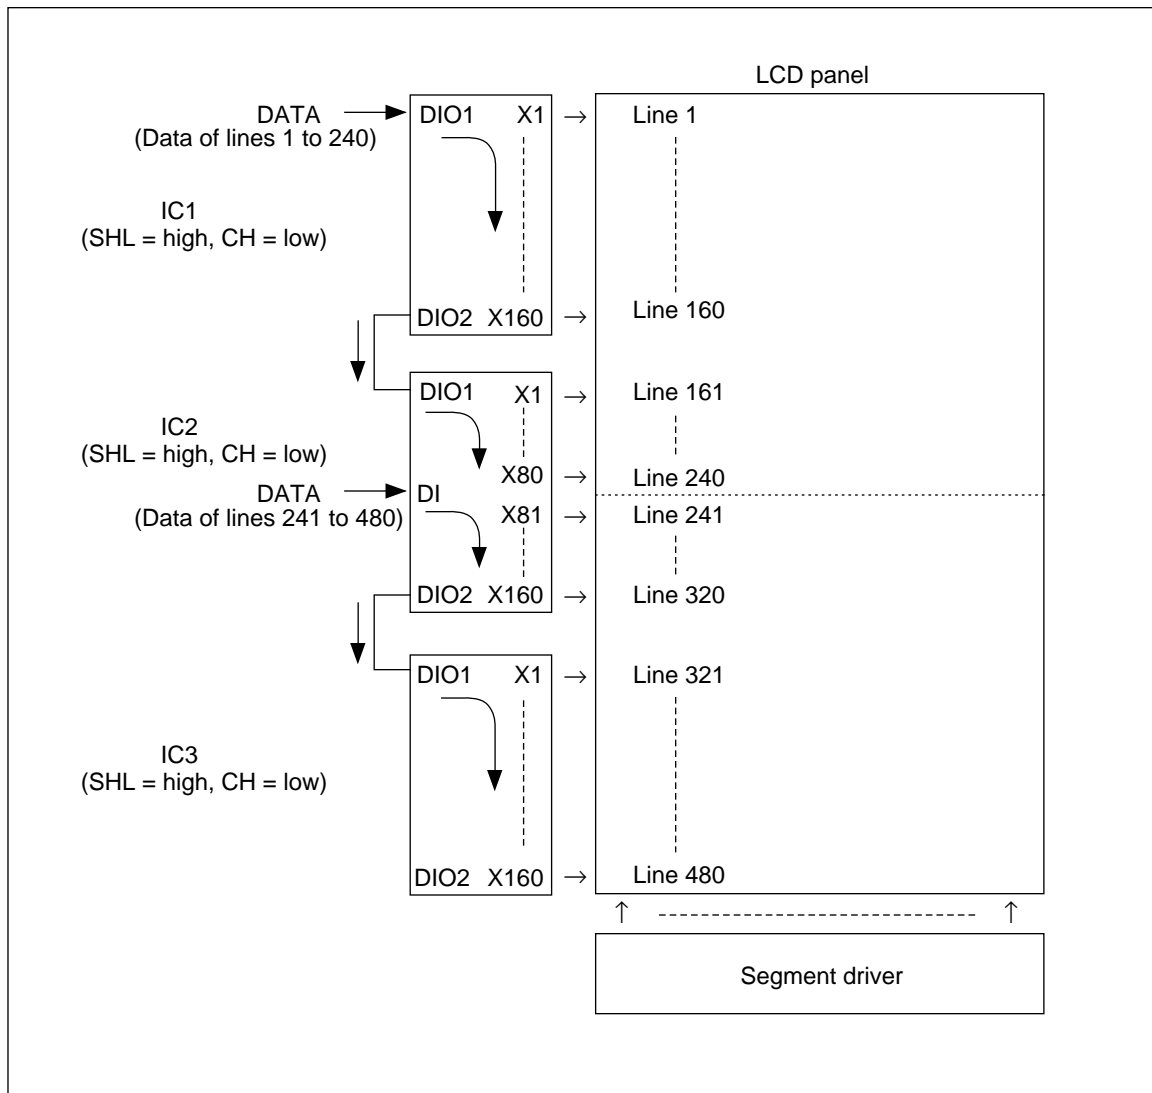 LCD panel
DATA DIO1 X1 → Line 1
(Data of lines 1 to 240)
IC1
(SHL = high, CH = low)
DIO2 X160 → Line 160
DIO1 X1 → Line 161
IC2
(SHL = high, CH = low)
X80 → Line 240
DATA DI
(Data of lines 241 to 480) X81 → Line 241
DIO2 X160 → Line 320
DIO1 X1 → Line 321
IC3
(SHL = high, CH = low)
DIO2 X160 → Line 480
↑ ↑
Segment driver